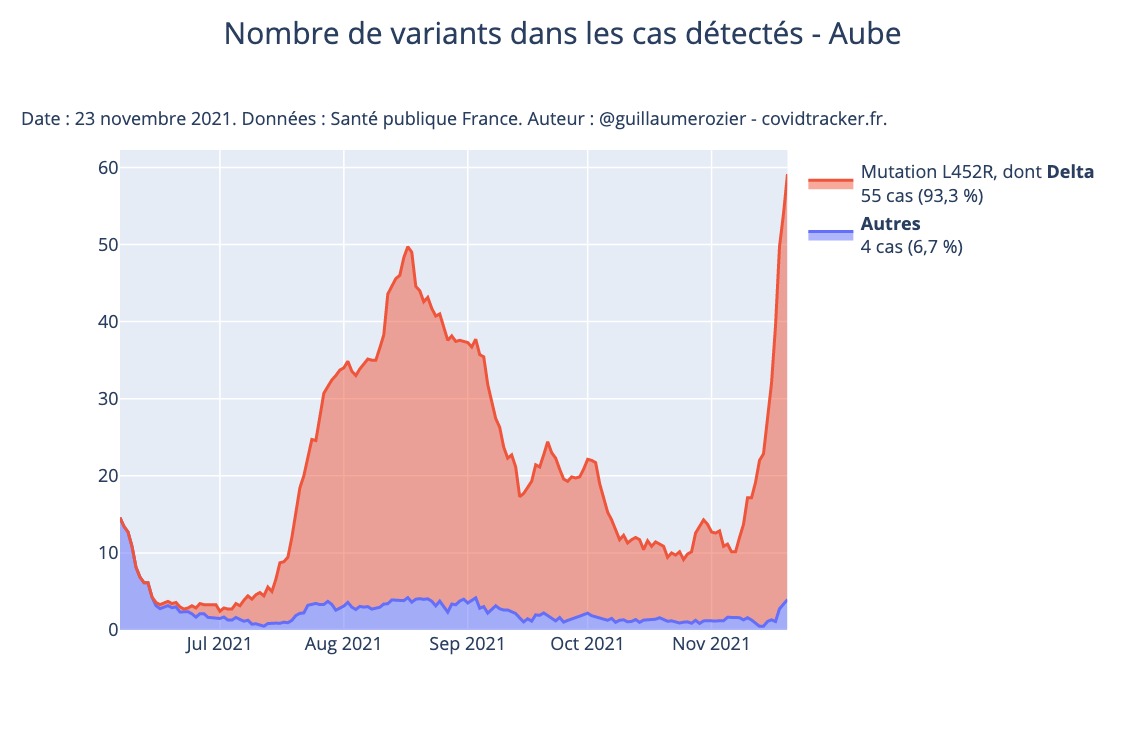 Nombre de variants dans les cas détectés - Aube
Date : 23 novembre 2021. Données : Santé publique France. Auteur : @guillaumerozier - covidtracker.fr.
Mutation L452R, dont Delta
55 cas (93,3 %)
Autres
4 cas (6,7 %)
60
50
40
30
20
10
0
Jul 2021
Aug 2021
Sep 2021
Oct 2021
Nov 2021